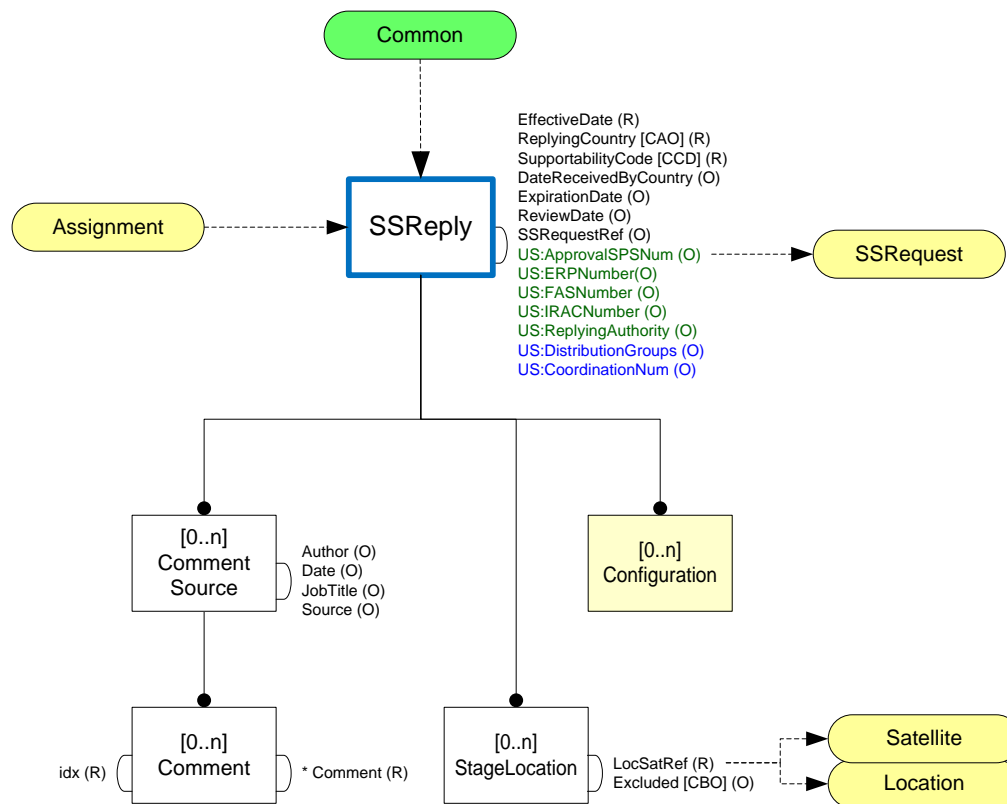 Common
EffectiveDate (R)
ReplyingCountry [CAO] (R)
SupportabilityCode [CCD] (R)
DateReceivedByCountry (O)
ExpirationDate (O)
ReviewDate (O)
SSRequestRef (O)
US:ApprovalSPSNum (O)
US:ERPNumber(O)
US:FASNumber (O)
US:IRACNumber (O)
US:ReplyingAuthority (O)
US:DistributionGroups (O)
US:CoordinationNum (O)
Assignment
SSReply
SSRequest
[0..n]
Comment
Source
Author (O)
Date (O)
JobTitle (O)
Source (O)
[0..n]
Configuration
idx (R)
[0..n]
Comment
* Comment (R)
[0..n]
StageLocation
LocSatRef (R)
Excluded [CBO] (O)
Satellite
Location